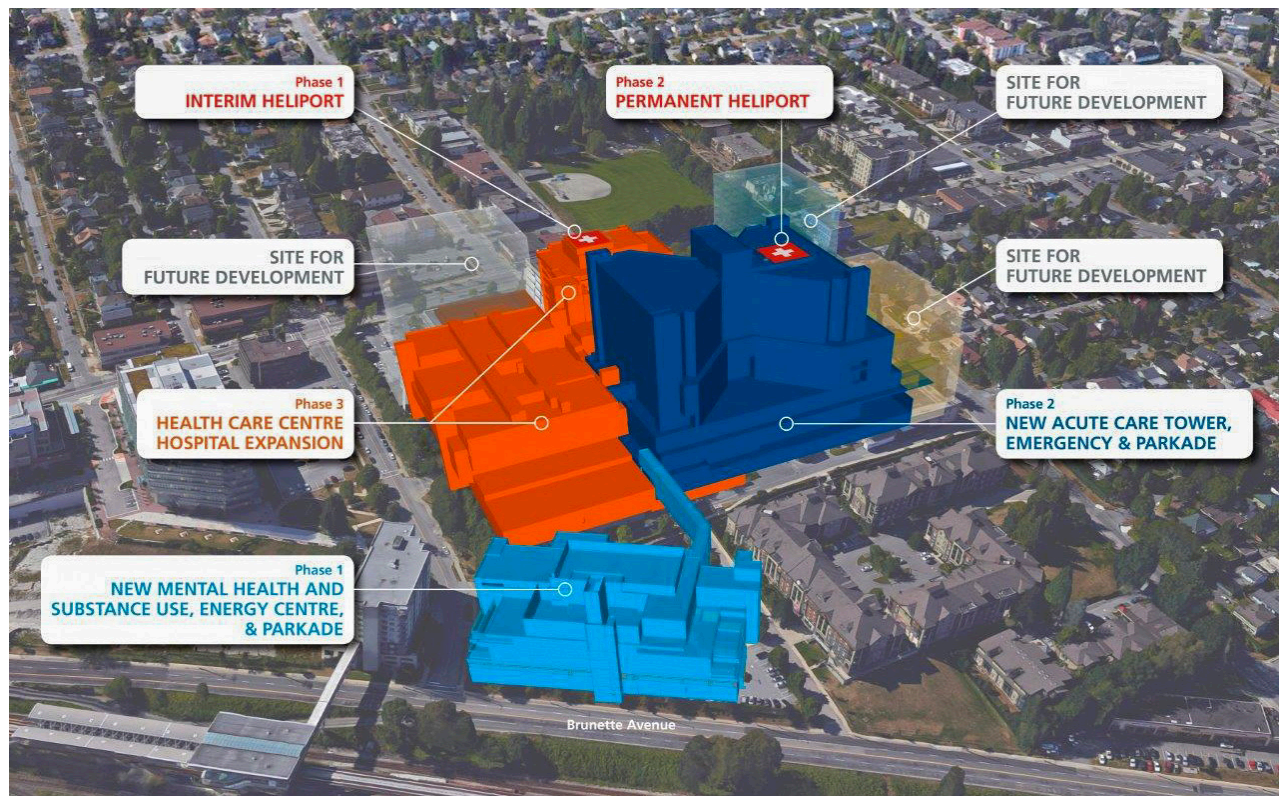 Phase 1
INTERIM HELIPORT
Phase 2
PERMANENT HELIPORT
SITE FOR
FUTURE DEVELOPMENT
SITE FOR
FUTURE DEVELOPMENT
SITE FOR
FUTURE DEVELOPMENT
Phase 3
HEALTH CARE CENTRE
HOSPITAL EXPANSION
Phase 2
NEW ACUTE CARE TOWER,
EMERGENCY & PARKADE
Phase 1
NEW MENTAL HEALTH AND
SUBSTANCE USE, ENERGY CENTRE,
& PARKADE
Brunette Avenue